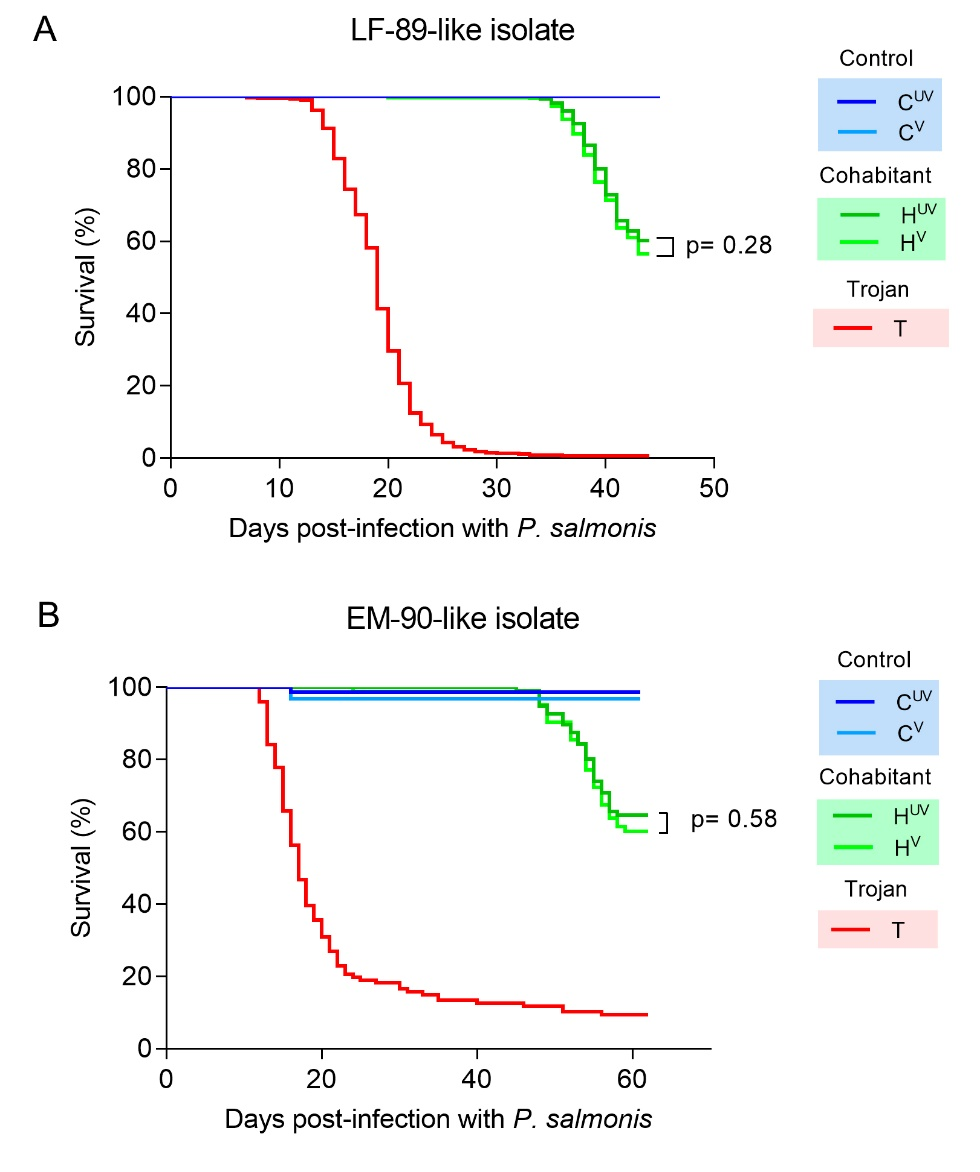 A
LF-89-like isolate
Survival (%)
100
80
60
40
20
0
0 10 20 30 40 50
Days post-infection with P. salmonis
p= 0.28
Control
C^UV
C^V
Cohabitant
H^UV
H^V
Trojan
T
B
EM-90-like isolate
Survival (%)
100
80
60
40
20
0
0 20 40 60
Days post-infection with P. salmonis
p= 0.58
Control
C^UV
C^V
Cohabitant
H^UV
H^V
Trojan
T